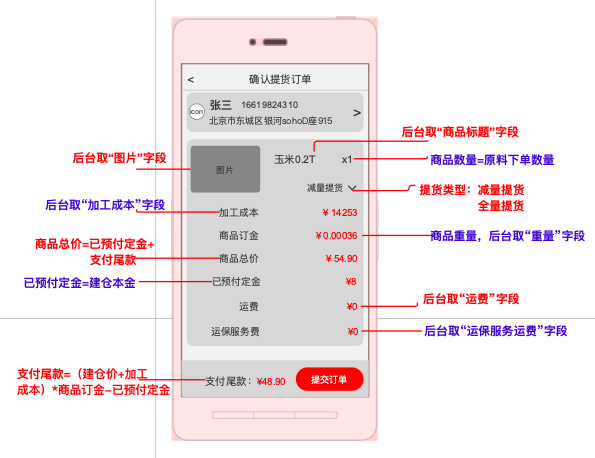 < 确认提货订单
icon 张三 16619824310 >
北京市东城区银河sohoD座915
后台取“商品标题”字段
后台取“图片”字段
图片 玉米0.2T x1
商品数量=原料下单数量
减量提货
提货类型：减量提货
全量提货
后台取“加工成本”字段
加工成本 ¥ 14253
商品订金 ¥ 0.00036
商品重量，后台取“重量”字段
商品总价=已预付定金+
支付尾款
商品总价 ¥ 54.90
已预付定金=建仓本金
已预付定金 ¥8
运费 ¥0
后台取“运费”字段
运保服务费 ¥0
后台取“运保服务运费”字段
支付尾款=（建仓价+加工
成本）*商品订金-已预付定金
支付尾款：¥48.90 提交订单